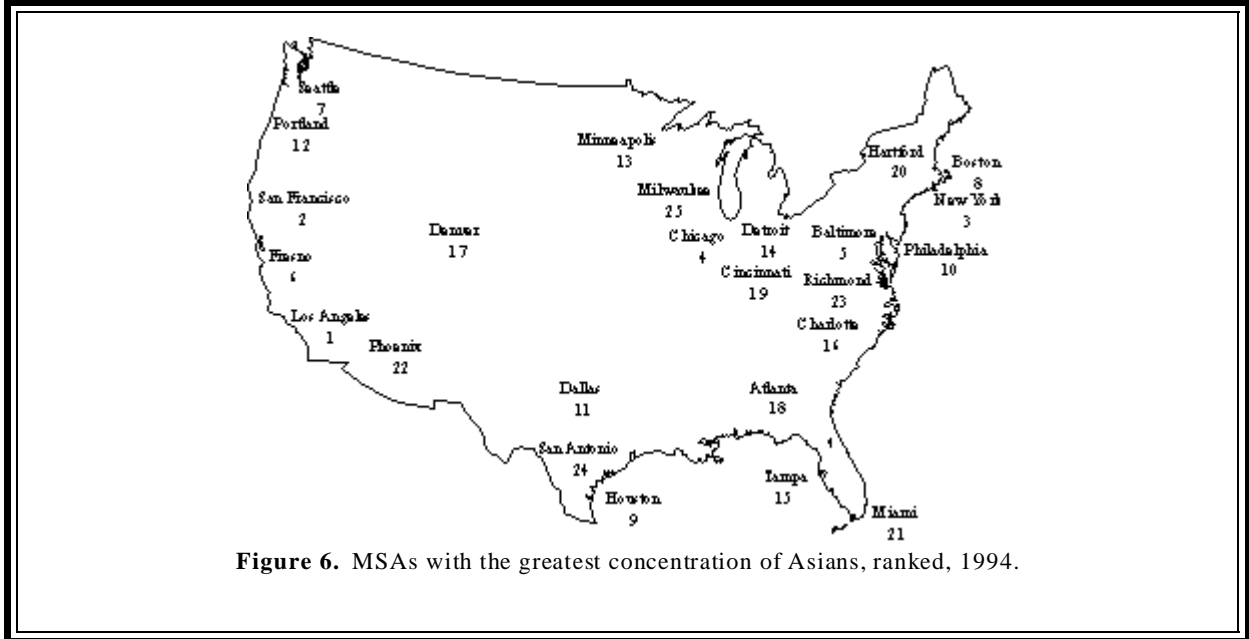 Seattle
7
Portland
12
Minneapolis
13
Hartford
20
Boston
8
Milwaukee
25
San Francisco
2
New York
3
Denver
17
Chicago
4
Detroit
14
Baltimore
5
Philadelphia
10
Fresno
6
Cincinnati
19
Richmond
23
Los Angeles
1
Charlotte
16
Phoenix
22
Dallas
11
Atlanta
18
San Antonio
24
Tampa
15
Houston
9
Miami
21
Figure 6. MSAs with the greatest concentration of Asians, ranked, 1994.